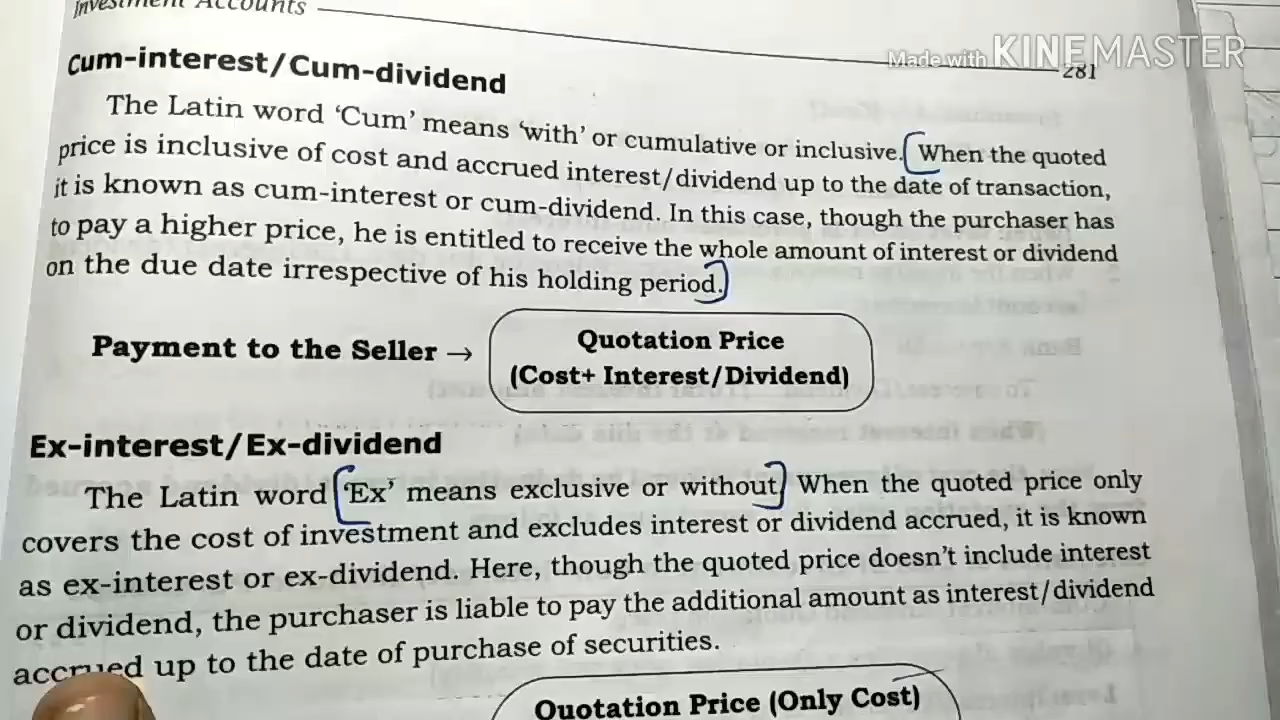 Investment Accounts
Made with KINEMASTER
281
Cum-interest/Cum-dividend
The Latin word ‘Cum’ means ‘with’ or cumulative or inclusive. When the quoted
price is inclusive of cost and accrued interest/dividend up to the date of transaction,
it is known as cum-interest or cum-dividend. In this case, though the purchaser has
to pay a higher price, he is entitled to receive the whole amount of interest or dividend
on the due date irrespective of his holding period.
Payment to the Seller →
Quotation Price
(Cost+ Interest/Dividend)
Ex-interest/Ex-dividend
The Latin word ‘Ex’ means exclusive or without. When the quoted price only
covers the cost of investment and excludes interest or dividend accrued, it is known
as ex-interest or ex-dividend. Here, though the quoted price doesn’t include interest
or dividend, the purchaser is liable to pay the additional amount as interest/dividend
accrued up to the date of purchase of securities.
Quotation Price (Only Cost)